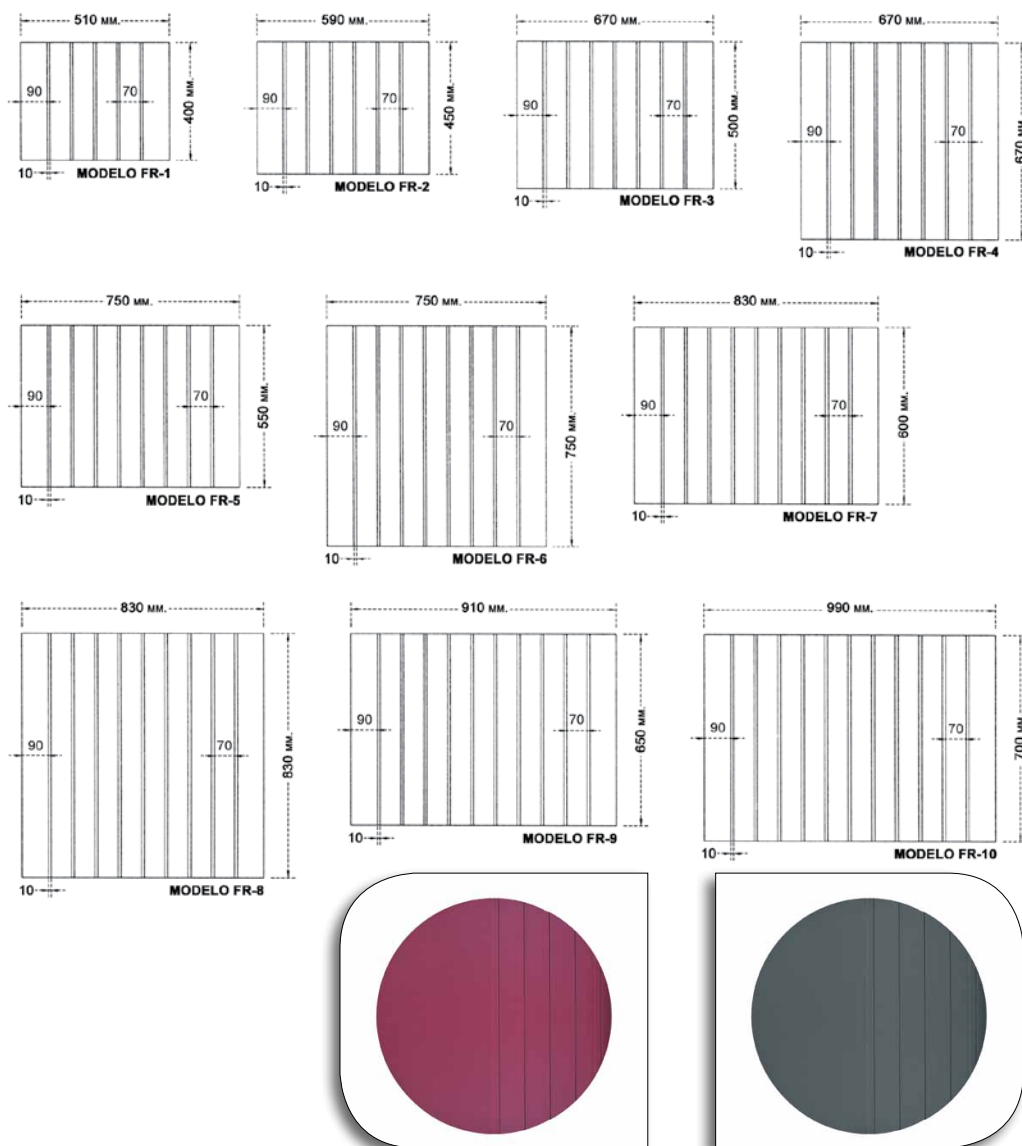 510 мм.
90
70
400 мм.
10
MODELO FR-1
590 мм.
90
70
450 мм.
10
MODELO FR-2
670 мм.
90
70
500 мм.
10
MODELO FR-3
670 мм.
90
70
670 мм.
10
MODELO FR-4
750 мм.
90
70
550 мм.
10
MODELO FR-5
750 мм.
90
70
750 мм.
10
MODELO FR-6
830 мм.
90
70
600 мм.
10
MODELO FR-7
830 мм.
90
70
830 мм.
10
MODELO FR-8
910 мм.
90
70
650 мм.
10
MODELO FR-9
990 мм.
90
70
700 мм.
10
MODELO FR-10